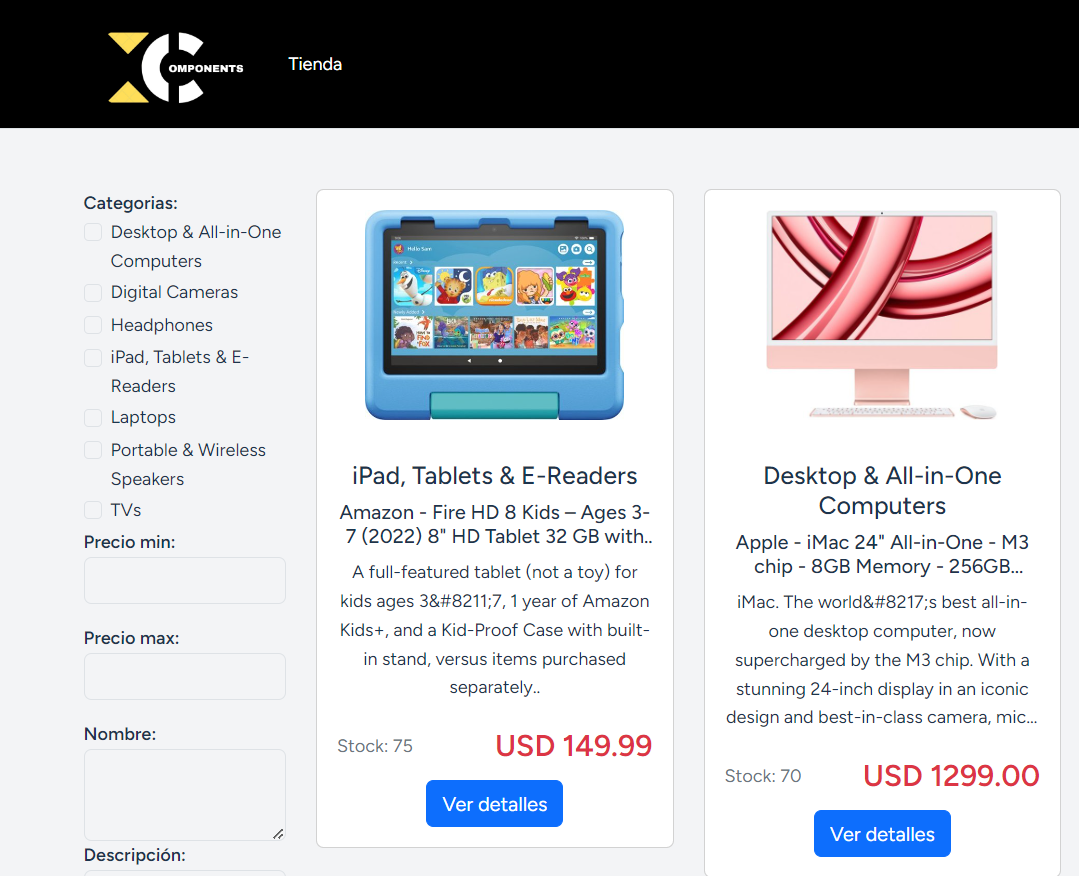 OMPONENTS
Tienda
Categorias:
Desktop & All-in-One
Computers
Digital Cameras
Headphones
iPad, Tablets & E-
Readers
Laptops
Portable & Wireless
Speakers
TVs
Precio min:
Precio max:
Nombre:
Descripción:
Hello Sam
Recent
Disney
Newly Added
iPad, Tablets & E-Readers
Amazon - Fire HD 8 Kids – Ages 3-
7 (2022) 8" HD Tablet 32 GB with..
A full-featured tablet (not a toy) for
kids ages 3&#8211;7, 1 year of Amazon
Kids+, and a Kid-Proof Case with built-
in stand, versus items purchased
separately..
Stock: 75
USD 149.99
Ver detalles
Desktop & All-in-One
Computers
Apple - iMac 24" All-in-One - M3
chip - 8GB Memory - 256GB...
iMac. The world&#8217;s best all-in-
one desktop computer, now
supercharged by the M3 chip. With a
stunning 24-inch display in an iconic
design and best-in-class camera, mic...
Stock: 70
USD 1299.00
Ver detalles